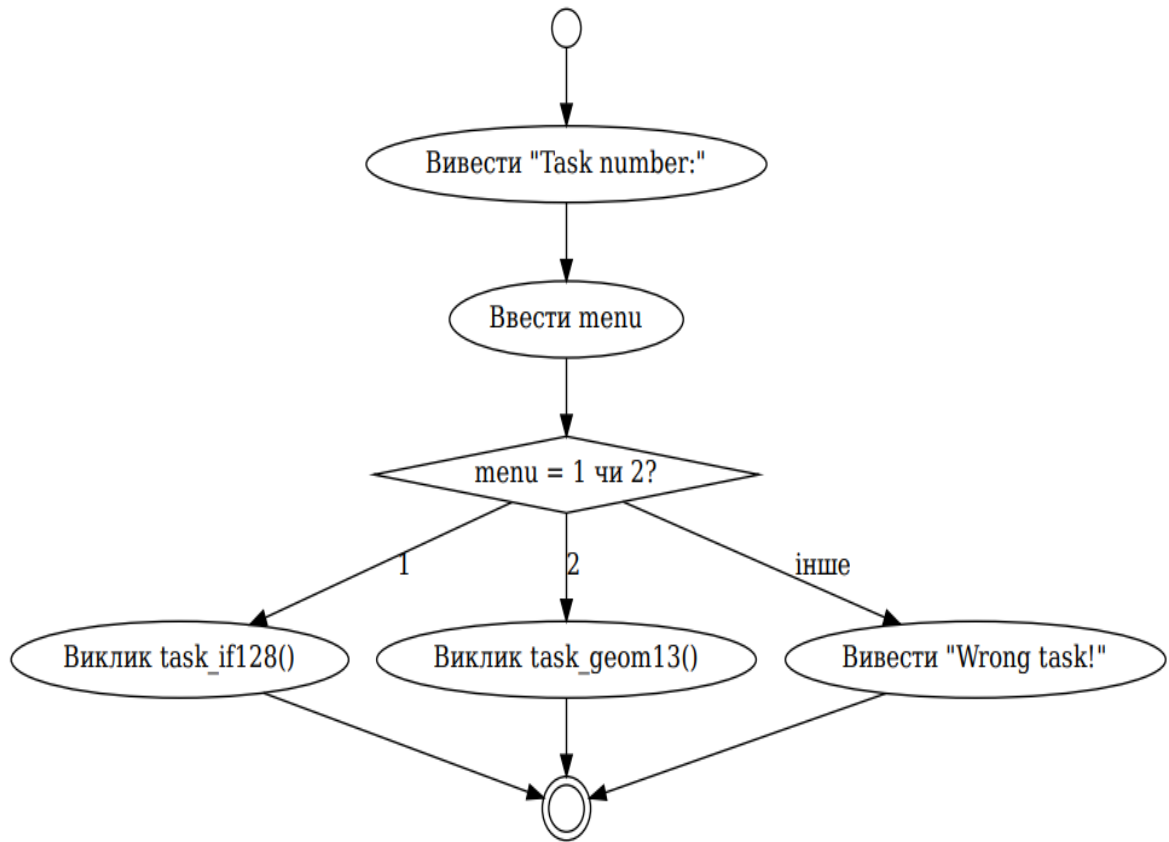 Вивести "Task number:"
Ввести menu
menu = 1 чи 2?
1
2
інше
Виклик task_if128()
Виклик task_geom13()
Вивести "Wrong task!"